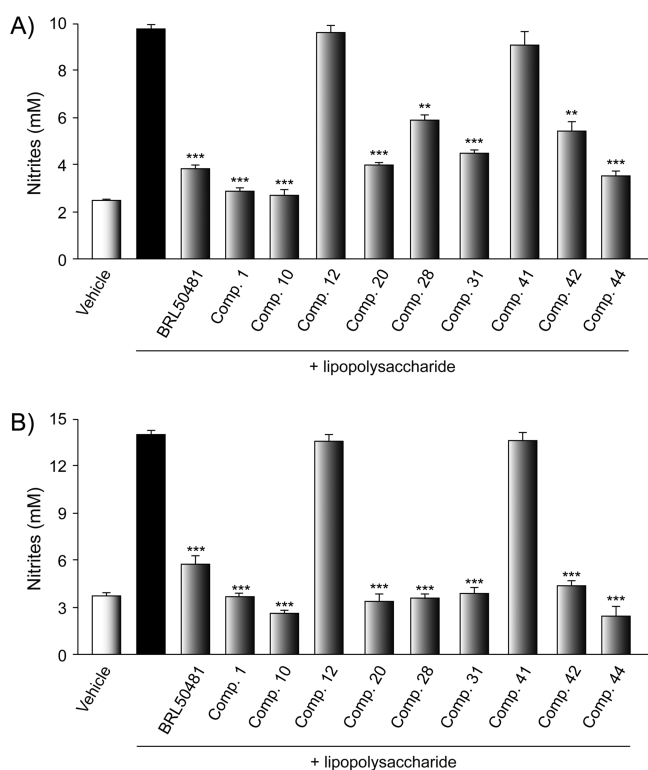 A)
Nitrites (mM)
10
8
6
4
2
0
***
***
***
***
**
***
**
***
Vehicle
BRL50481
Comp. 1
Comp. 10
Comp. 12
Comp. 20
Comp. 28
Comp. 31
Comp. 41
Comp. 42
Comp. 44
+ lipopolysaccharide
B)
Nitrites (mM)
15
12
9
6
3
0
***
***
***
***
***
***
***
***
Vehicle
BRL50481
Comp. 1
Comp. 10
Comp. 12
Comp. 20
Comp. 28
Comp. 31
Comp. 41
Comp. 42
Comp. 44
+ lipopolysaccharide